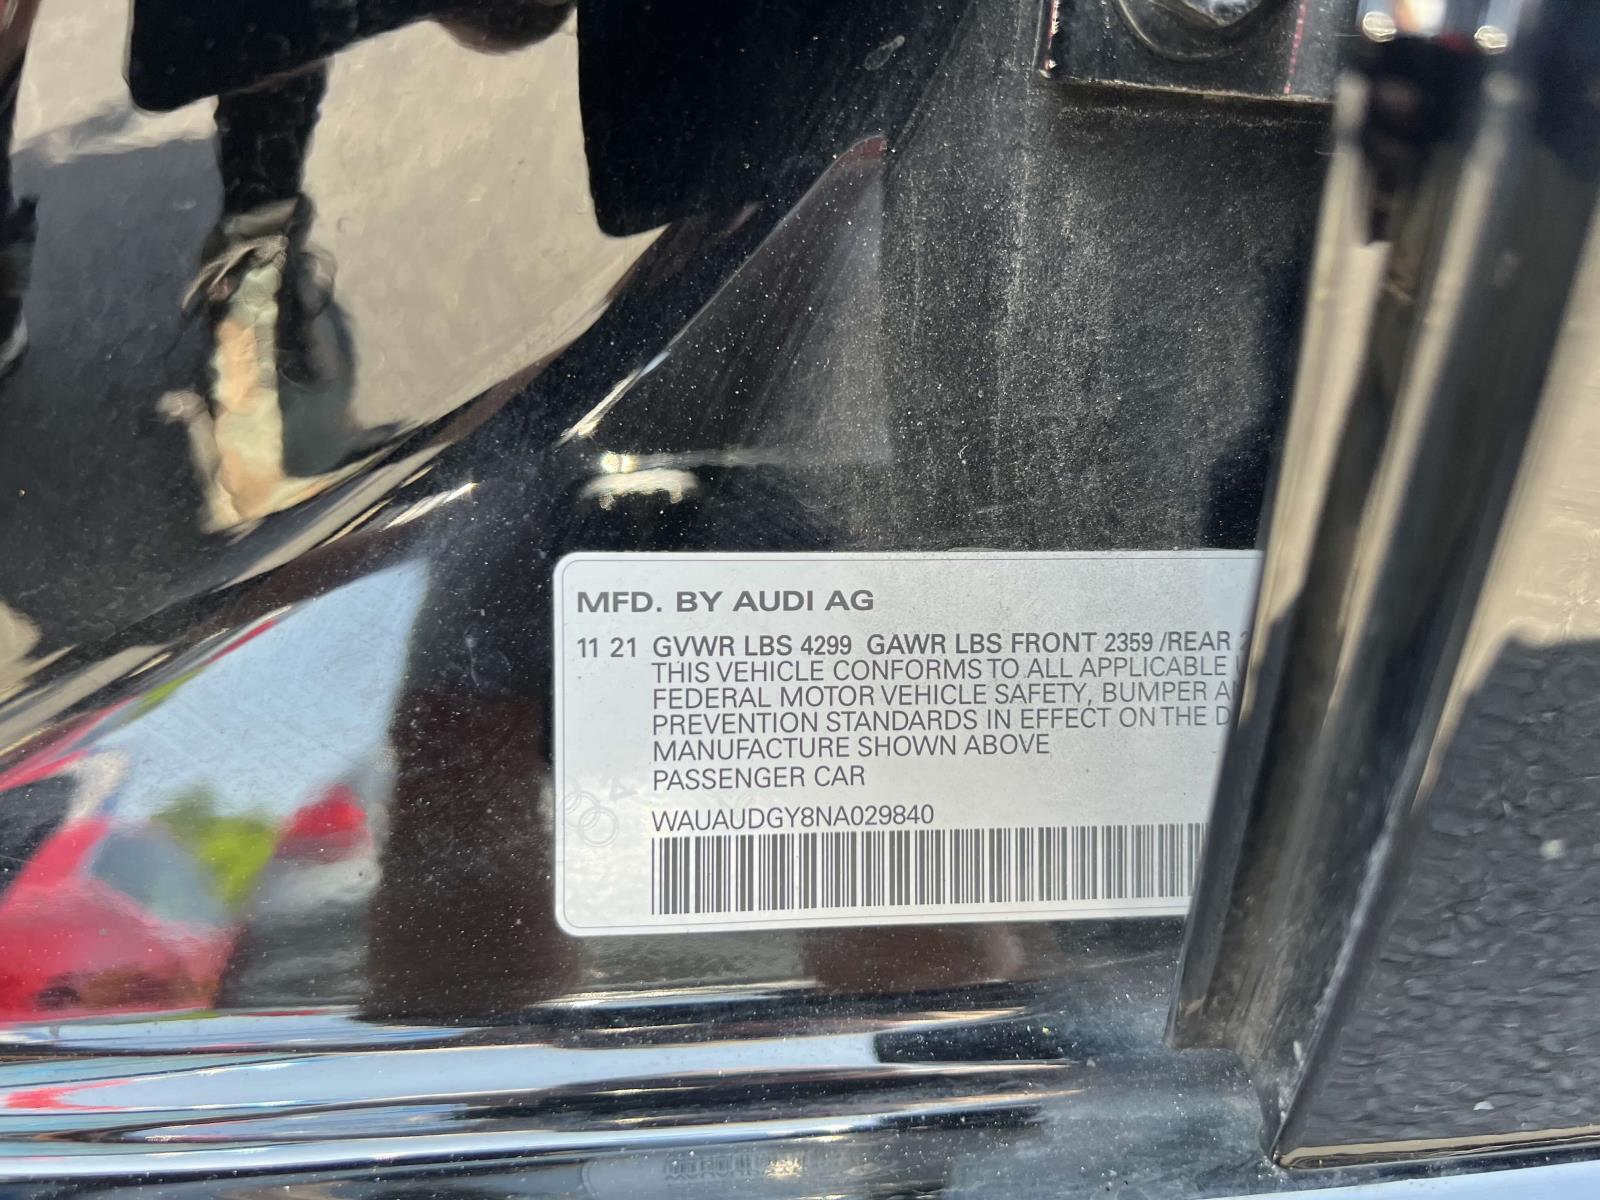 MFD. BY AUDI AG
11 21 GVWR LBS 4299 GAWR LBS FRONT 2359 /REAR 2
THIS VEHICLE CONFORMS TO ALL APPLICABLE
FEDERAL MOTOR VEHICLE SAFETY, BUMPER A
PREVENTION STANDARDS IN EFFECT ON THE D
MANUFACTURE SHOWN ABOVE
PASSENGER CAR
WAUAUDGY8NA029840